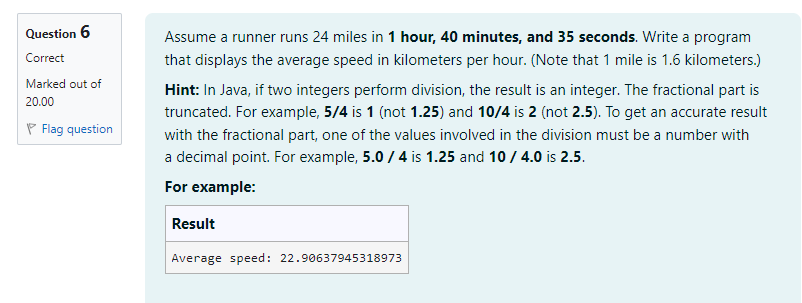 Question 6
Correct
Marked out of
20.00
Flag question
Assume a runner runs 24 miles in 1 hour, 40 minutes, and 35 seconds. Write a program
that displays the average speed in kilometers per hour. (Note that 1 mile is 1.6 kilometers.)
Hint: In Java, if two integers perform division, the result is an integer. The fractional part is
truncated. For example, 5/4 is 1 (not 1.25) and 10/4 is 2 (not 2.5). To get an accurate result
with the fractional part, one of the values involved in the division must be a number with
a decimal point. For example, 5.0 / 4 is 1.25 and 10 / 4.0 is 2.5.
For example:
Result
Average speed: 22.90637945318973